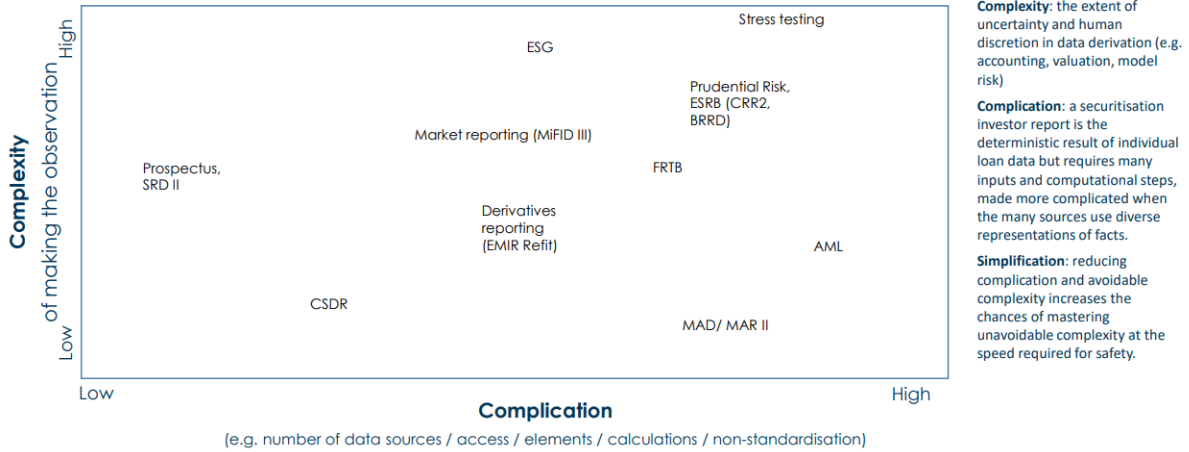 High
Low
Complexity
of making the observation
Stress testing
ESG
Prudential Risk,
ESRB (CRR2,
BRRD)
Market reporting (MiFID III)
Prospectus,
SRD II
FRTB
Derivatives
reporting
(EMIR Refit)
AML
CSDR
MAD/ MAR II
Low
High
Complication
(e.g. number of data sources / access / elements / calculations / non-standardisation)
Complexity: the extent of
uncertainty and human
discretion in data derivation (e.g.
accounting, valuation, model
risk)
Complication: a securitisation
investor report is the
deterministic result of individual
loan data but requires many
inputs and computational steps,
made more complicated when
the many sources use diverse
representations of facts.
Simplification: reducing
complication and avoidable
complexity increases the
chances of mastering
unavoidable complexity at the
speed required for safety.